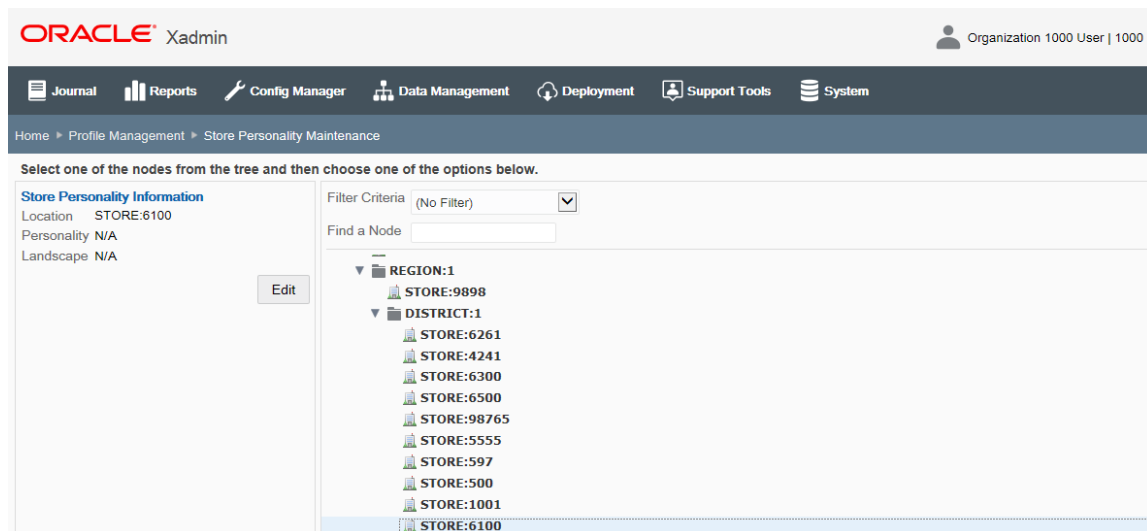 ORACLE Xadmin
Organization 1000 User | 1000
Journal Reports Config Manager Data Management Deployment Support Tools System
Home Profile Management Store Personality Maintenance
Select one of the nodes from the tree and then choose one of the options below.
Store Personality Information
Location STORE:6100
Personality N/A
Landscape N/A
Edit
Filter Criteria (No Filter)
Find a Node
REGION:1
STORE:9898
DISTRICT:1
STORE:6261
STORE:4241
STORE:6300
STORE:6500
STORE:98765
STORE:5555
STORE:597
STORE:500
STORE:1001
STORE:6100